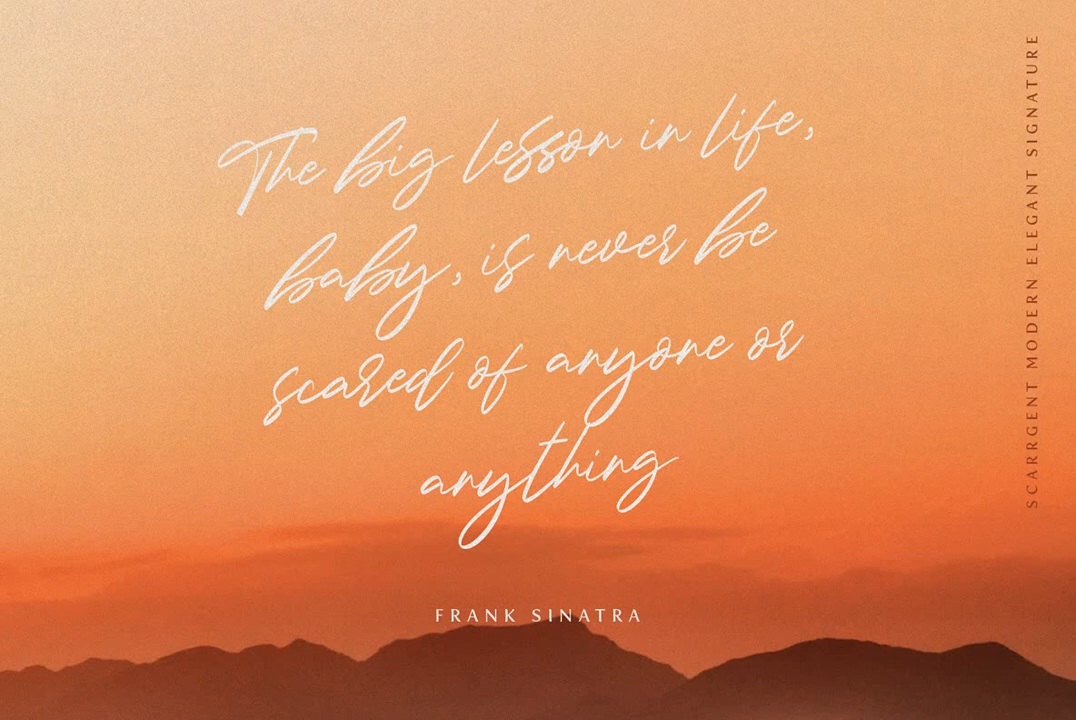 The big lesson in life,
baby, is never be
scared of anyone or
anything
FRANK SINATRA
SCARRGENT MODERN ELEGANT SIGNATURE